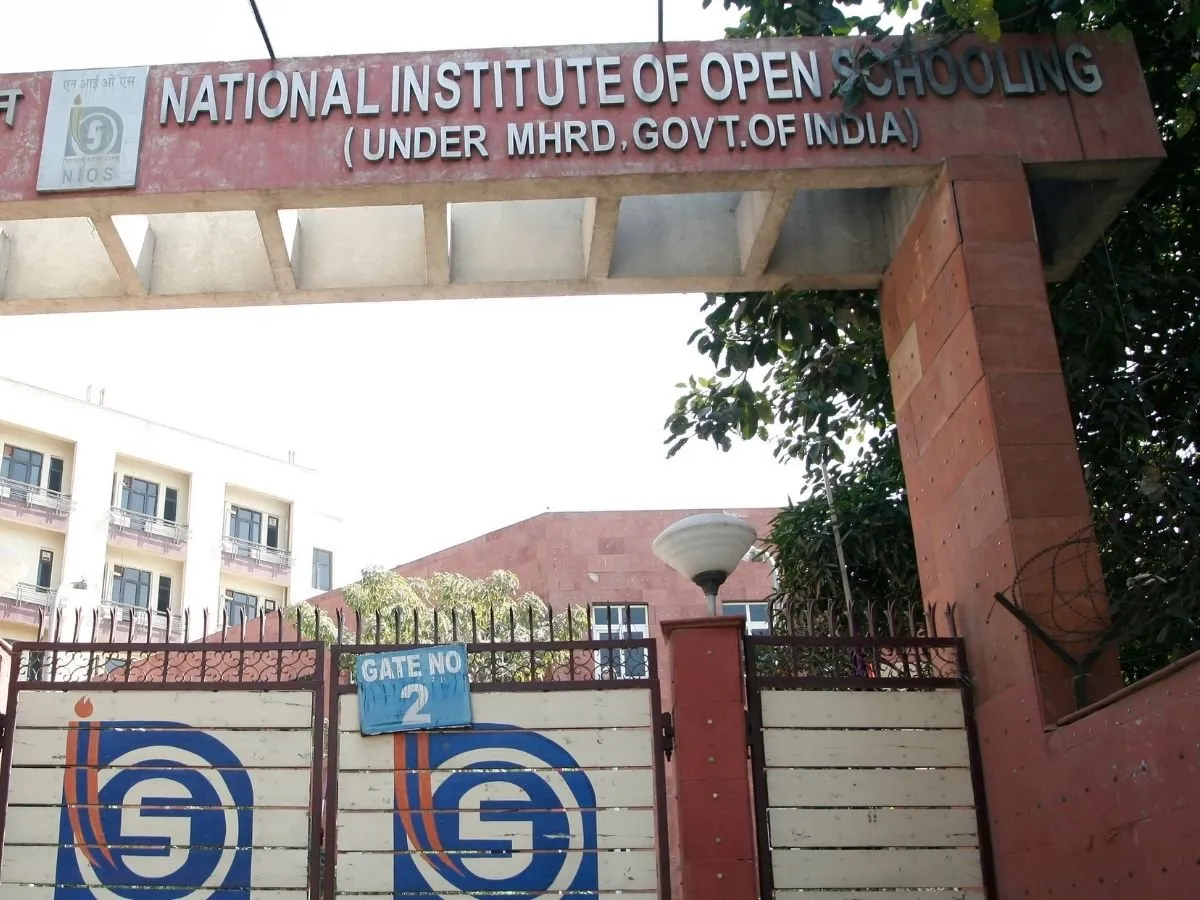 एन आई ओ एस
NIOS
NATIONAL INSTITUTE OF OPEN SCHOOLING
(UNDER MHRD, GOVT. OF INDIA)
GATE NO
2